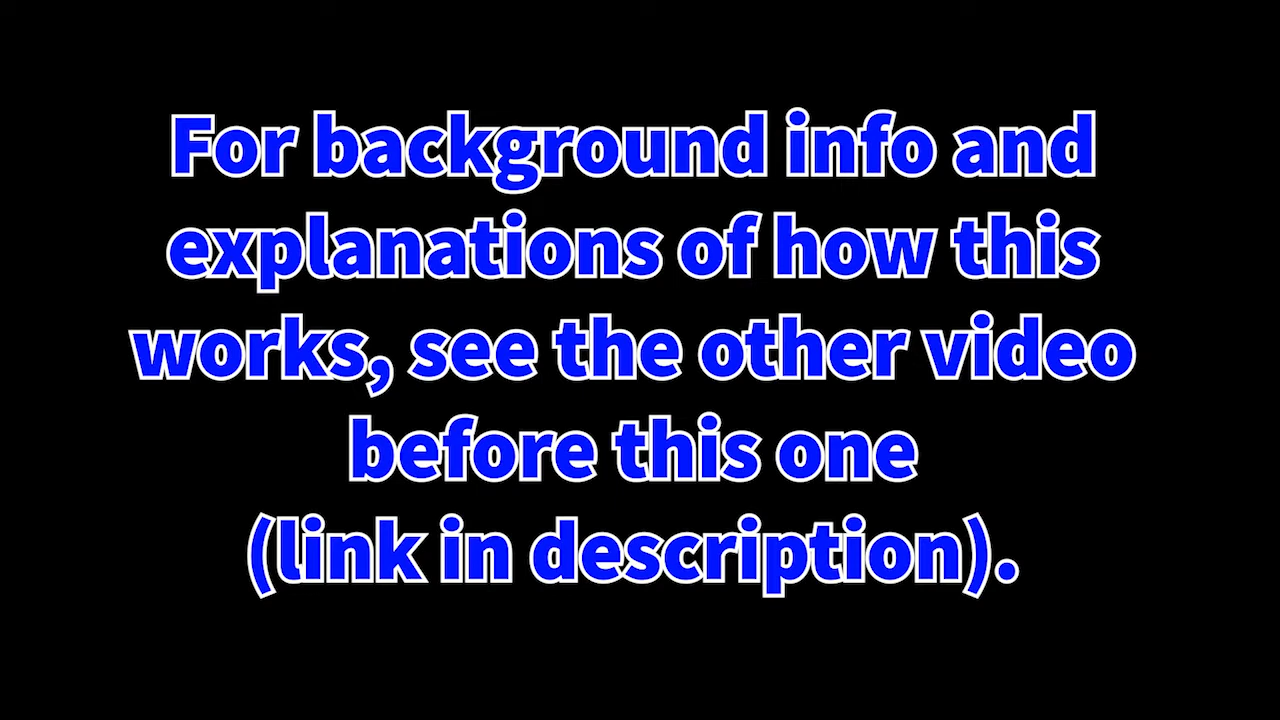 For background info and
explanations of how this
works, see the other video
before this one
(link in description).